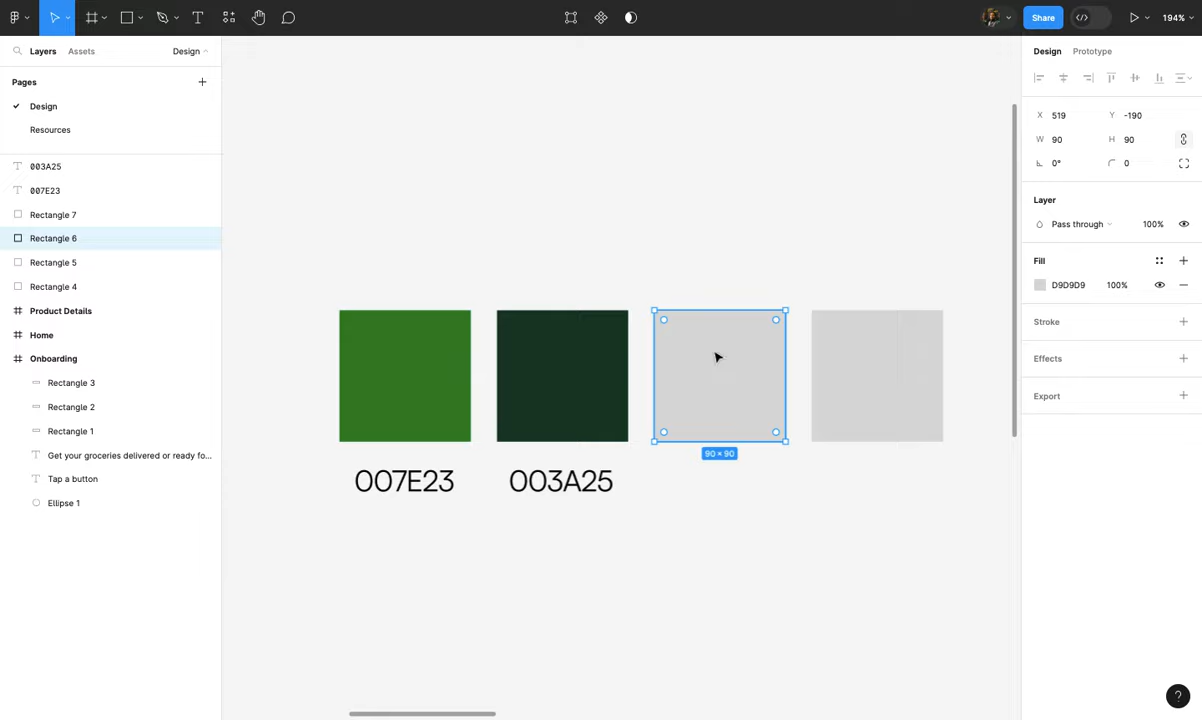 Share
194%
Layers
Assets
Design
Design
Prototype
Pages
X 519
Y -190
Design
Resources
W 90
H 90
0°
0
003A25
007E23
Rectangle 7
Rectangle 6
Rectangle 5
Rectangle 4
Product Details
Home
Onboarding
Rectangle 3
Rectangle 2
Rectangle 1
Get your groceries delivered or ready fo...
Tap a button
Ellipse 1
Layer
Pass through
100%
Fill
D9D9D9
100%
Stroke
Effects
Export
90 × 90
007E23
003A25
?